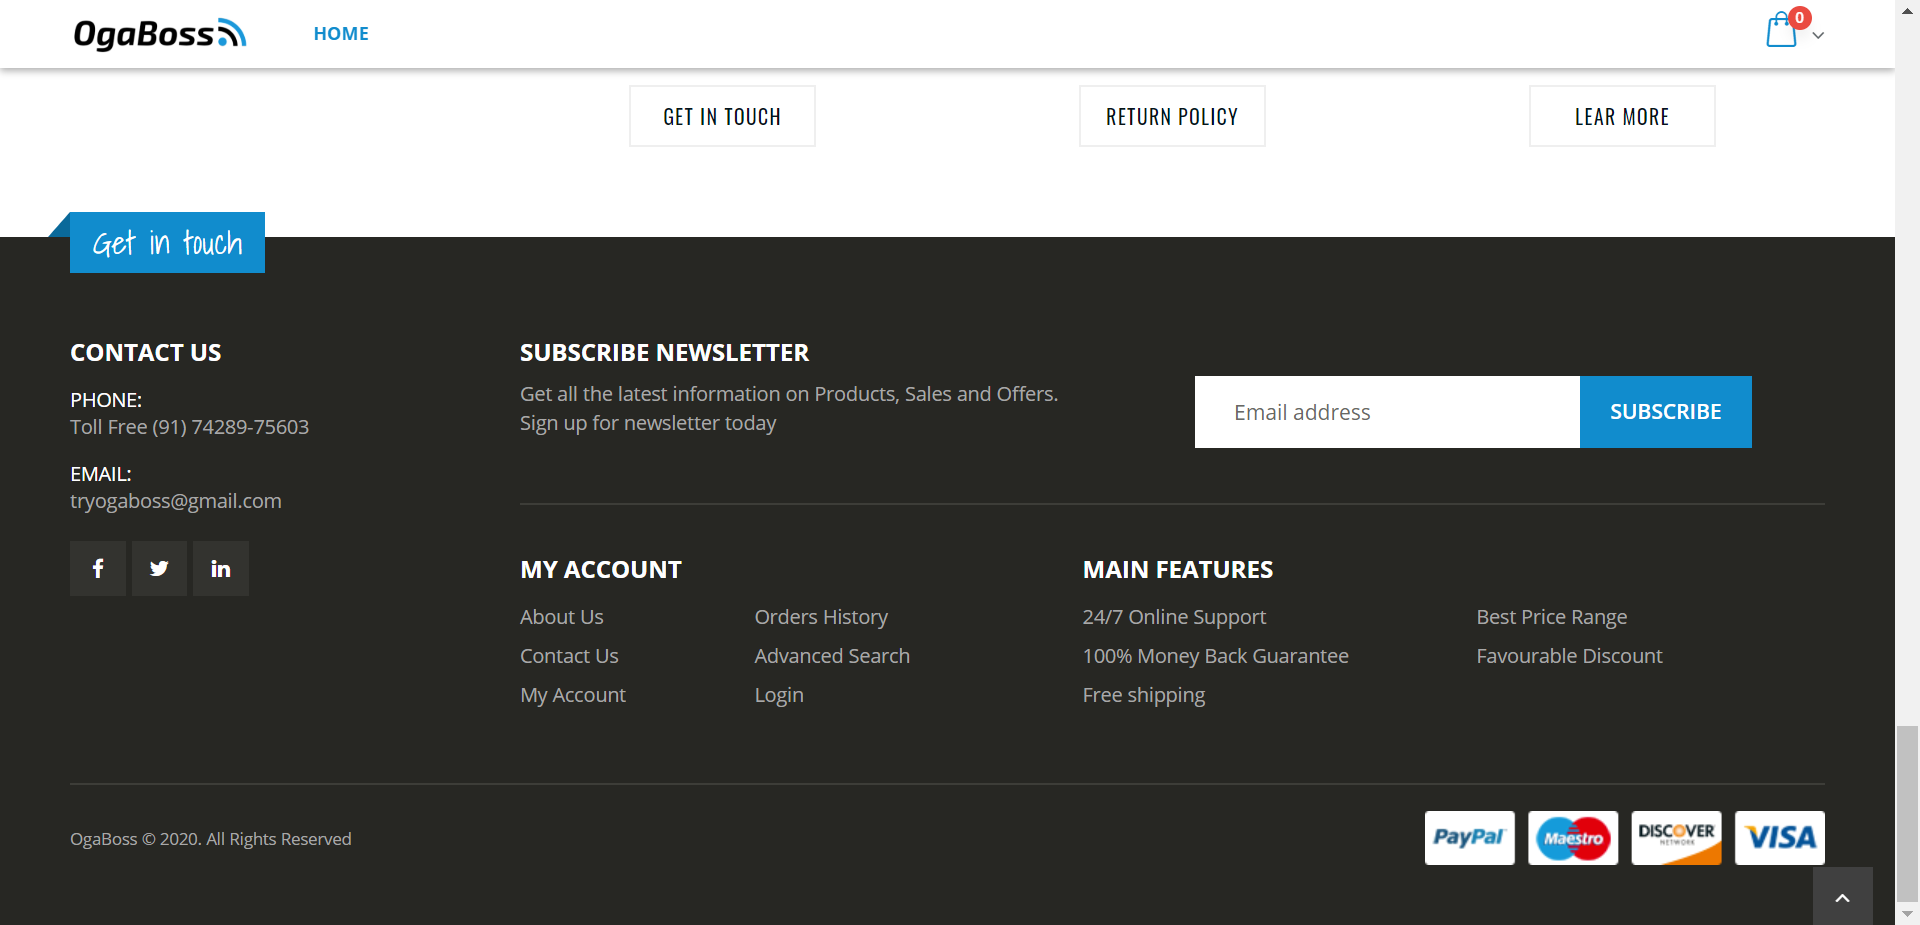 OgaBoss
HOME
0
GET IN TOUCH
RETURN POLICY
LEAR MORE
Get in touch
CONTACT US
PHONE:
Toll Free (91) 74289-75603
EMAIL:
tryogaboss@gmail.com
SUBSCRIBE NEWSLETTER
Get all the latest information on Products, Sales and Offers.
Sign up for newsletter today
Email address
SUBSCRIBE
MY ACCOUNT
About Us
Orders History
Contact Us
Advanced Search
My Account
Login
MAIN FEATURES
24/7 Online Support
Best Price Range
100% Money Back Guarantee
Favourable Discount
Free shipping
OgaBoss © 2020. All Rights Reserved
PayPal
Maestro
DISCOVER
NETWORK
VISA